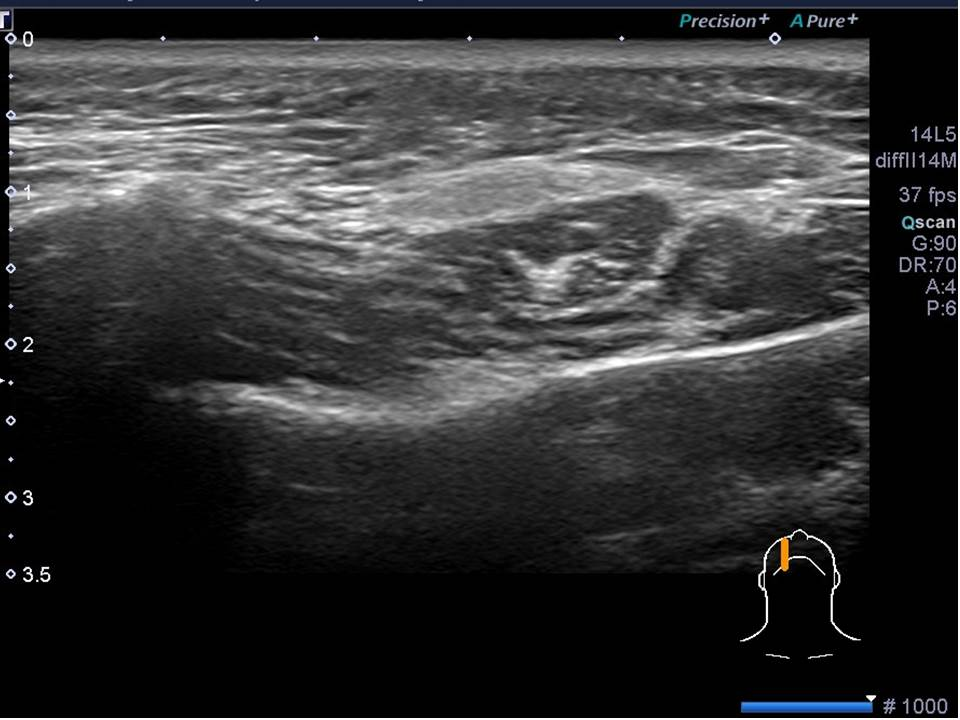 T
Precision+ A Pure+
0
14L5
diffII14M
1
37 fps
Qscan
G:90
DR:70
A:4
P:6
2
3
3.5
# 1000